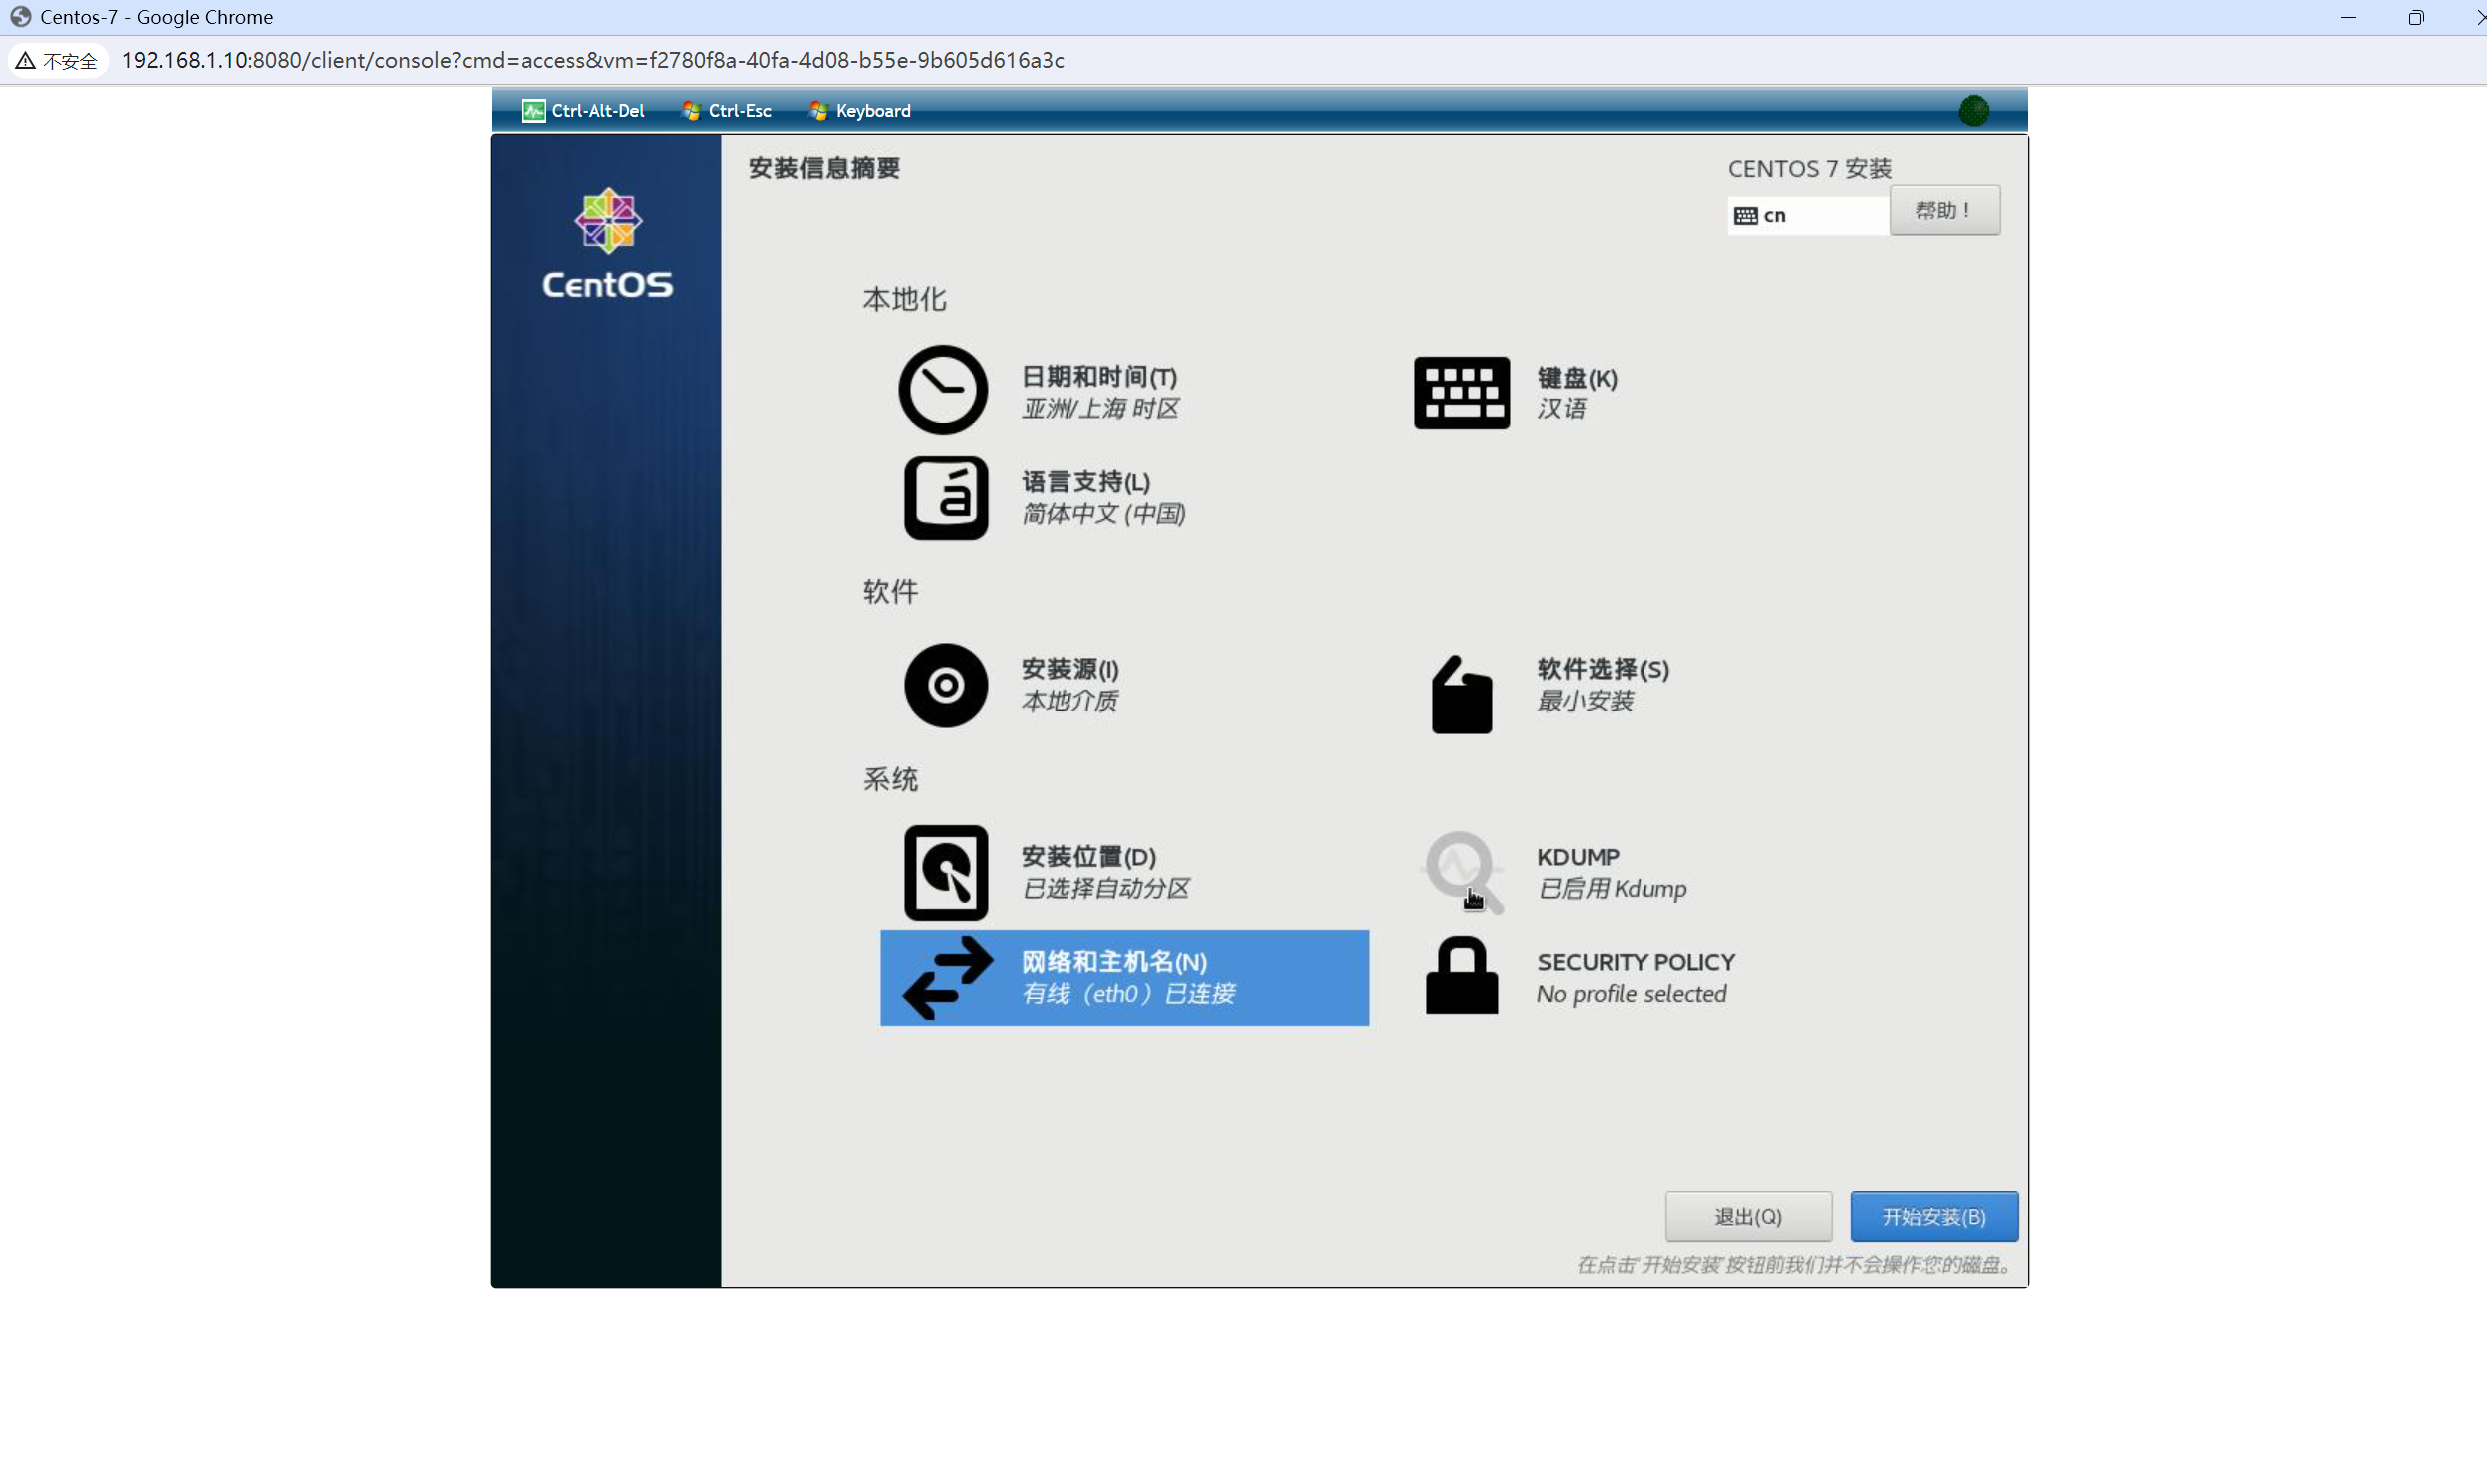 Centos-7 - Google Chrome
不安全 192.168.1.10:8080/client/console?cmd=access&vm=f2780f8a-40fa-4d08-b55e-9b605d616a3c
Ctrl-Alt-Del Ctrl-Esc Keyboard
CentOS
安装信息摘要
CENTOS 7 安装
cn
帮助！
本地化
日期和时间(T)
亚洲/上海 时区
键盘(K)
汉语
á
语言支持(L)
简体中文 (中国)
软件
安装源(I)
本地介质
软件选择(S)
最小安装
系统
安装位置(D)
已选择自动分区
KDUMP
已启用 Kdump
网络和主机名(N)
有线（eth0）已连接
SECURITY POLICY
No profile selected
退出(Q) 开始安装(B)
在点击'开始安装'按钮前我们并不会操作您的磁盘。